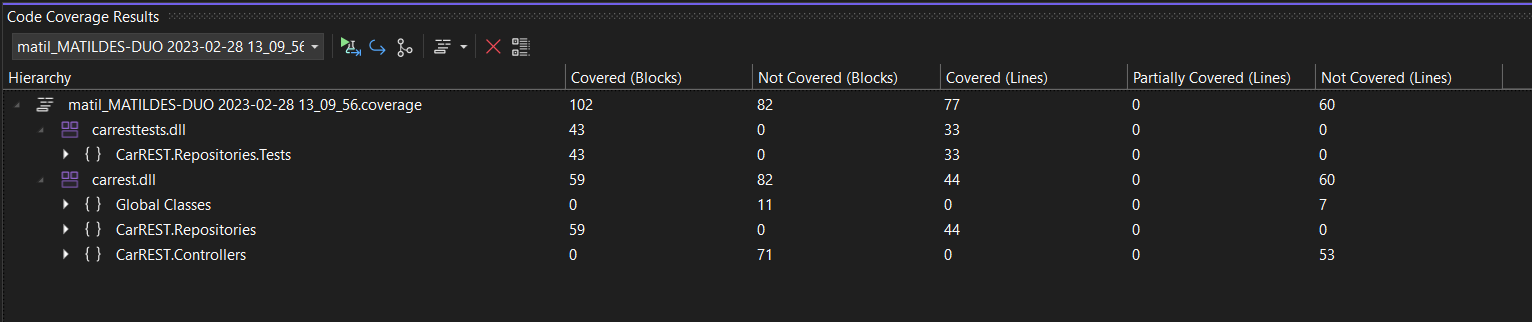 Code Coverage Results
matil_MATILDES-DUO 2023-02-28 13_09_56
Hierarchy Covered (Blocks) Not Covered (Blocks) Covered (Lines) Partially Covered (Lines) Not Covered (Lines)
matil_MATILDES-DUO 2023-02-28 13_09_56.coverage 102 82 77 0 60
carresttests.dll 43 0 33 0 0
{ } CarREST.Repositories.Tests 43 0 33 0 0
carrest.dll 59 82 44 0 60
{ } Global Classes 0 11 0 0 7
{ } CarREST.Repositories 59 0 44 0 0
{ } CarREST.Controllers 0 71 0 0 53